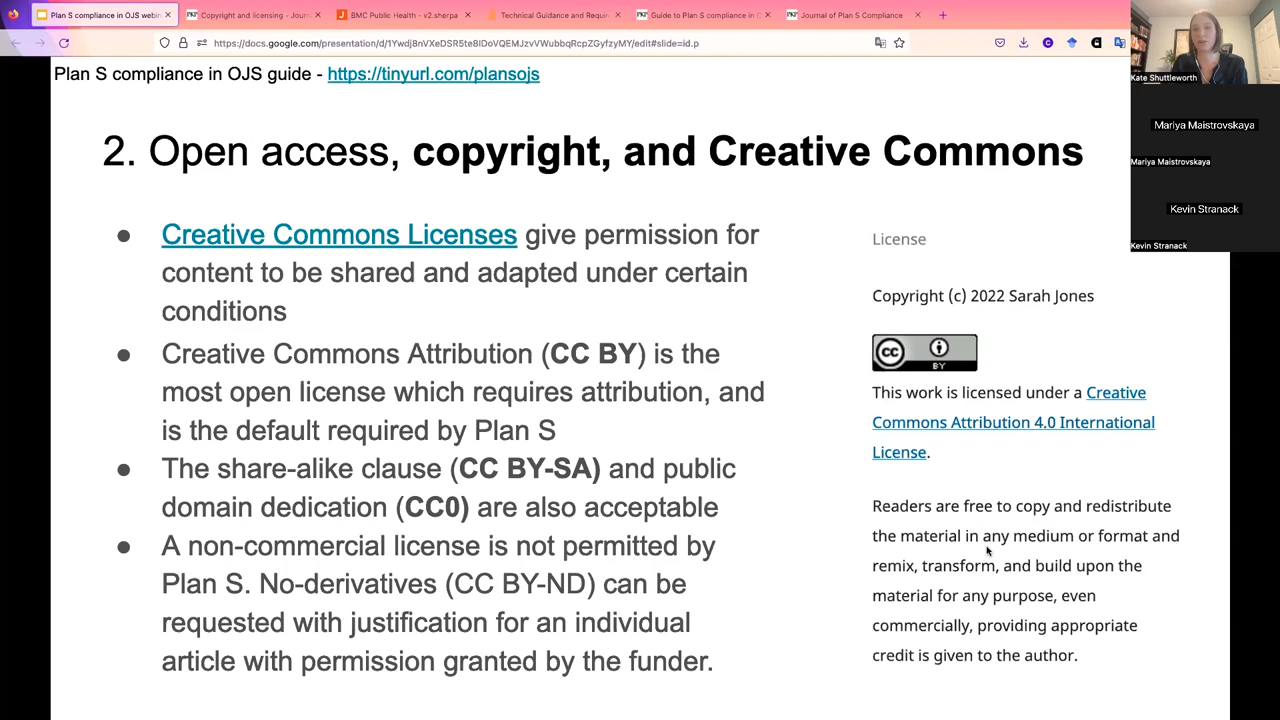 Plan S compliance in OJS webin
Copyright and licensing - Journ
BMC Public Health - v2.sherpa
Technical Guidance and Requir
Guide to Plan S compliance in O
Journal of Plan S Compliance
https://docs.google.com/presentation/d/1Ywdj8nVXeDSR5te8lDoVQEMJzvVWubbqRcpZGyfzyMY/edit#slide=id.p
Plan S compliance in OJS guide - https://tinyurl.com/plansojs
Kate Shuttleworth
Mariya Maistrovskaya
Mariya Maistrovskaya
Kevin Stranack
Kevin Stranack
2. Open access, copyright, and Creative Commons
● Creative Commons Licenses give permission for
content to be shared and adapted under certain
conditions
● Creative Commons Attribution (CC BY) is the
most open license which requires attribution, and
is the default required by Plan S
● The share-alike clause (CC BY-SA) and public
domain dedication (CC0) are also acceptable
● A non-commercial license is not permitted by
Plan S. No-derivatives (CC BY-ND) can be
requested with justification for an individual
article with permission granted by the funder.
License
Copyright (c) 2022 Sarah Jones
cc BY
This work is licensed under a Creative
Commons Attribution 4.0 International
License.
Readers are free to copy and redistribute
the material in any medium or format and
remix, transform, and build upon the
material for any purpose, even
commercially, providing appropriate
credit is given to the author.